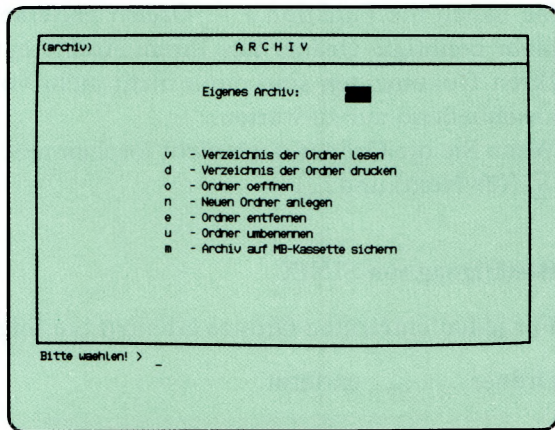 (archiv) ARCHIV
Eigenes Archiv:
v - Verzeichnis der Ordner lesen
d - Verzeichnis der Ordner drucken
o - Ordner oeffnen
n - Neuen Ordner anlegen
e - Ordner entfernen
u - Ordner umbenennen
m - Archiv auf MB-Kassette sichern
Bitte waehlen! > _